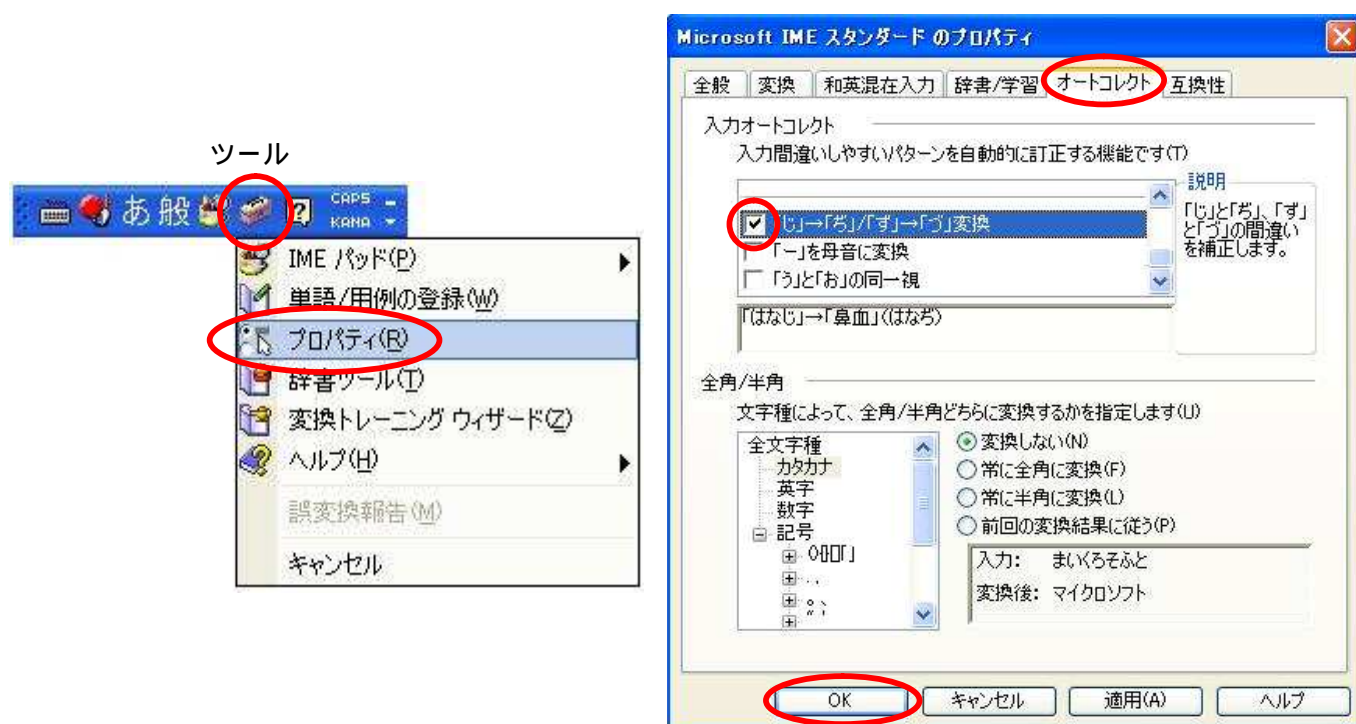 ツール
あ 般 CAPS
KANA
IME パッド(P)
単語/用例の登録(W)
プロパティ(R)
辞書ツール(T)
変換トレーニング ウィザード(Z)
ヘルプ(H)
誤変換報告(M)
キャンセル
Microsoft IME スタンダード のプロパティ
全般 変換 和英混在入力 辞書/学習 オートコレクト 互換性
入力オートコレクト
入力間違いしやすいパターンを自動的に訂正する機能です(T)
じ」→「ぢ」/「ず」→「づ」変換
「ー」を母音に変換
「う」と「お」の同一視
「はなじ」→「鼻血」(はなぢ)
説明
「じ」と「ぢ」、「ず」
と「づ」の間違い
を補正します。
全角/半角
文字種によって、全角/半角どちらに変換するかを指定します(U)
全文字種
カタカナ
英字
数字
記号
(){}[]「」
. ,
。、
変換しない(N)
常に全角に変換(F)
常に半角に変換(L)
前回の変換結果に従う(P)
入力: まいくろそふと
変換後: マイクロソフト
OK キャンセル 適用(A) ヘルプ